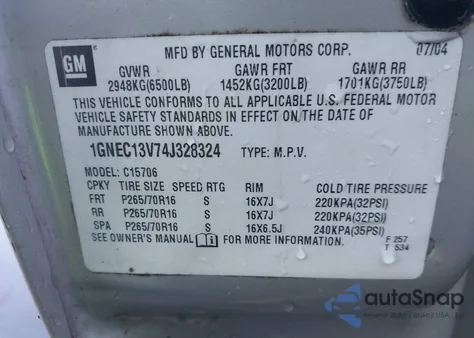 GM
MFD BY GENERAL MOTORS CORP. 07/04
GVWR GAWR FRT GAWR RR
2948KG(6500LB) 1452KG(3200LB) 1701KG(3750LB)
THIS VEHICLE CONFORMS TO ALL APPLICABLE U.S. FEDERAL MOTOR
VEHICLE SAFETY STANDARDS IN EFFECT ON THE DATE OF
MANUFACTURE SHOWN ABOVE.
1GNEC13V74J328324 TYPE: M.P.V.
MODEL: C15706
CPKY TIRE SIZE SPEED RTG RIM COLD TIRE PRESSURE
FRT P265/70R16 S 16X7J 220KPA(32PSI)
RR P265/70R16 S 16X7J 220KPA(32PSI)
SPA P265/70R16 S 16X6.5J 240KPA(35PSI)
SEE OWNER'S MANUAL FOR MORE INFORMATION. F 257
T 534
autoSnap